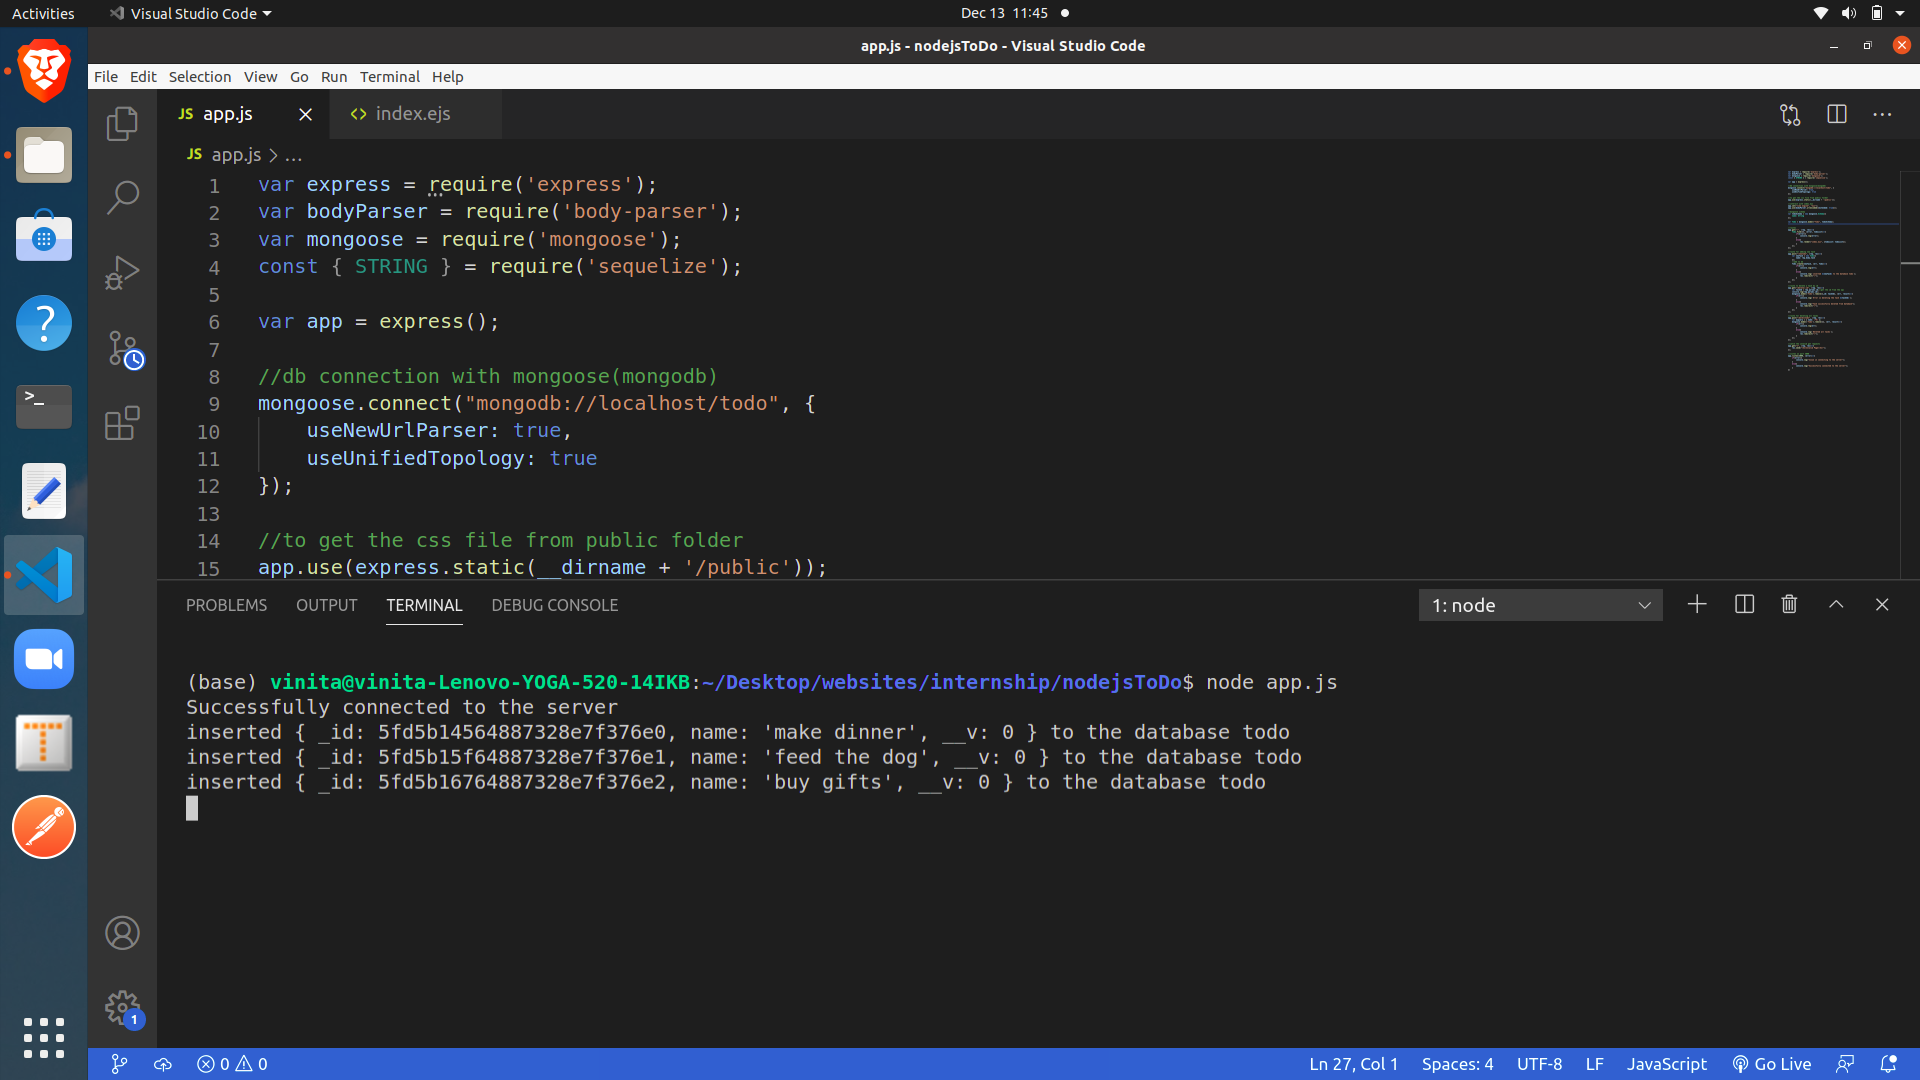 Activities Visual Studio Code Dec 13 11:45
app.js - nodejsToDo - Visual Studio Code
File Edit Selection View Go Run Terminal Help
JS app.js <> index.ejs
JS app.js > ...
1 var express = require('express');
2 var bodyParser = require('body-parser');
3 var mongoose = require('mongoose');
4 const { STRING } = require('sequelize');
5
6 var app = express();
7
8 //db connection with mongoose(mongodb)
9 mongoose.connect("mongodb://localhost/todo", {
10 useNewUrlParser: true,
11 useUnifiedTopology: true
12 });
13
14 //to get the css file from public folder
15 app.use(express.static(__dirname + '/public'));
PROBLEMS OUTPUT TERMINAL DEBUG CONSOLE 1: node
(base) vinita@vinita-Lenovo-YOGA-520-14IKB:~/Desktop/websites/internship/nodejsToDo$ node app.js
Successfully connected to the server
inserted { _id: 5fd5b14564887328e7f376e0, name: 'make dinner', __v: 0 } to the database todo
inserted { _id: 5fd5b15f64887328e7f376e1, name: 'feed the dog', __v: 0 } to the database todo
inserted { _id: 5fd5b16764887328e7f376e2, name: 'buy gifts', __v: 0 } to the database todo
1
0 0 Ln 27, Col 1 Spaces: 4 UTF-8 LF JavaScript Go Live